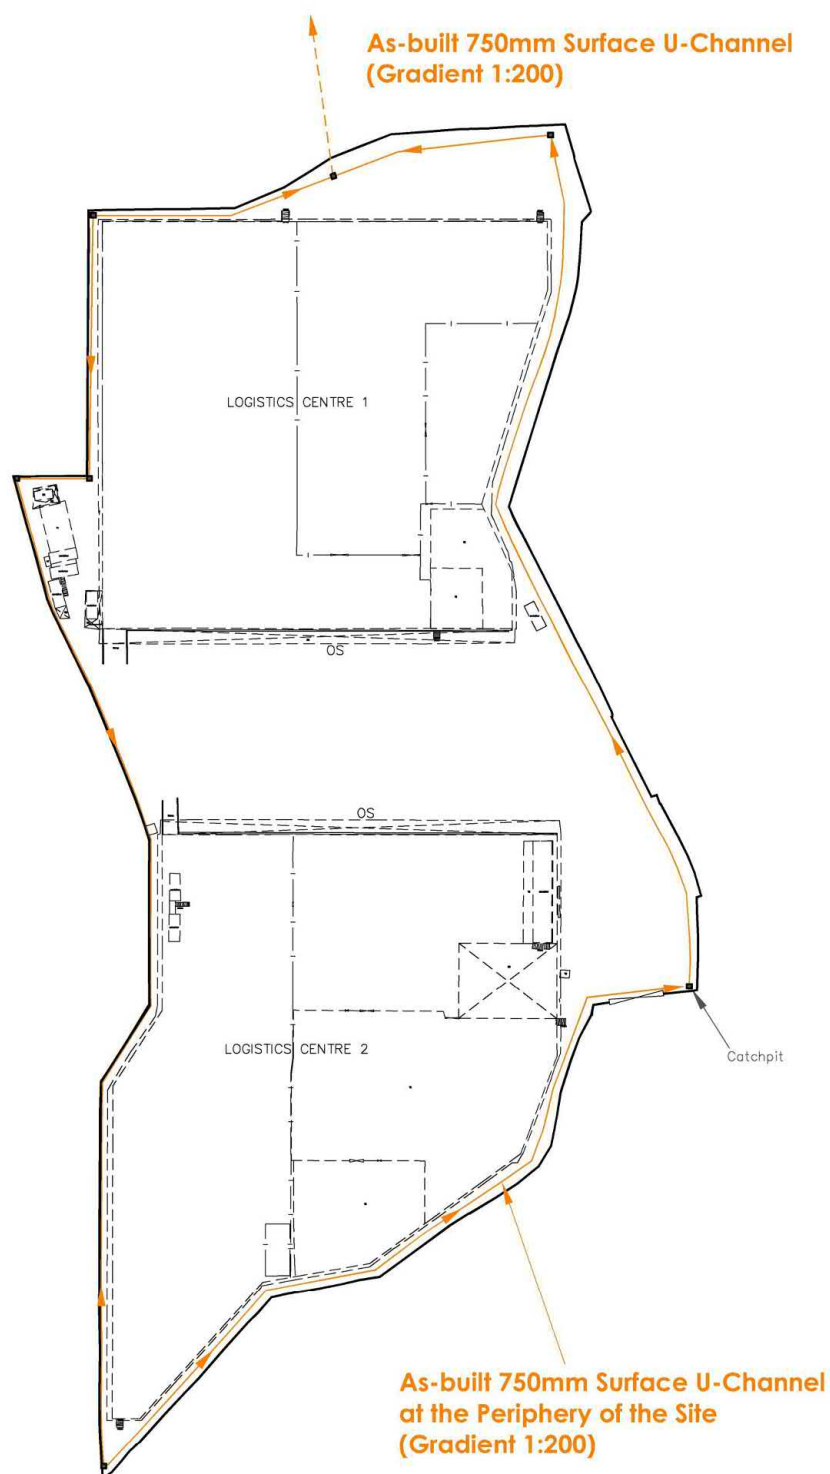 As-built 750mm Surface U-Channel
(Gradient 1:200)
LOGISTICS CENTRE 1
OS
OS
LOGISTICS CENTRE 2
Catchpit
As-built 750mm Surface U-Channel
at the Periphery of the Site
(Gradient 1:200)